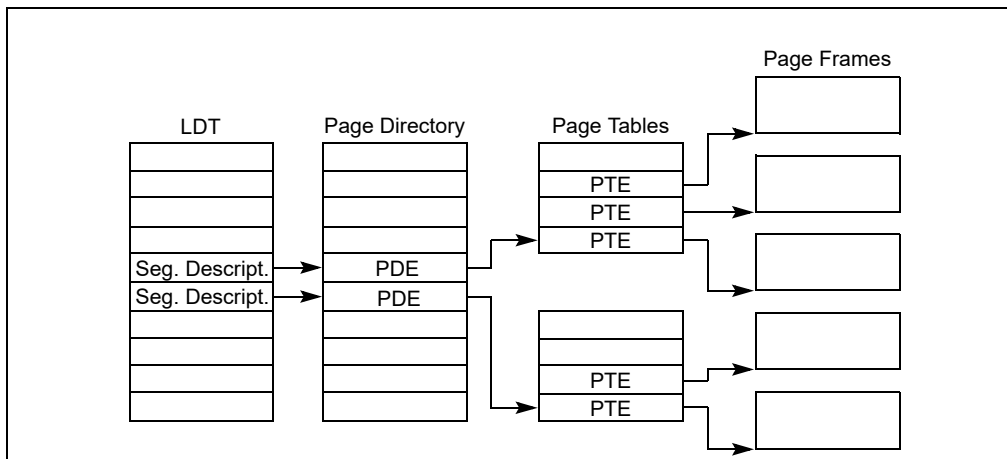 Page Frames
LDT Page Directory Page Tables
PTE
PTE
PTE
Seg. Descript. PDE
Seg. Descript. PDE
PTE
PTE